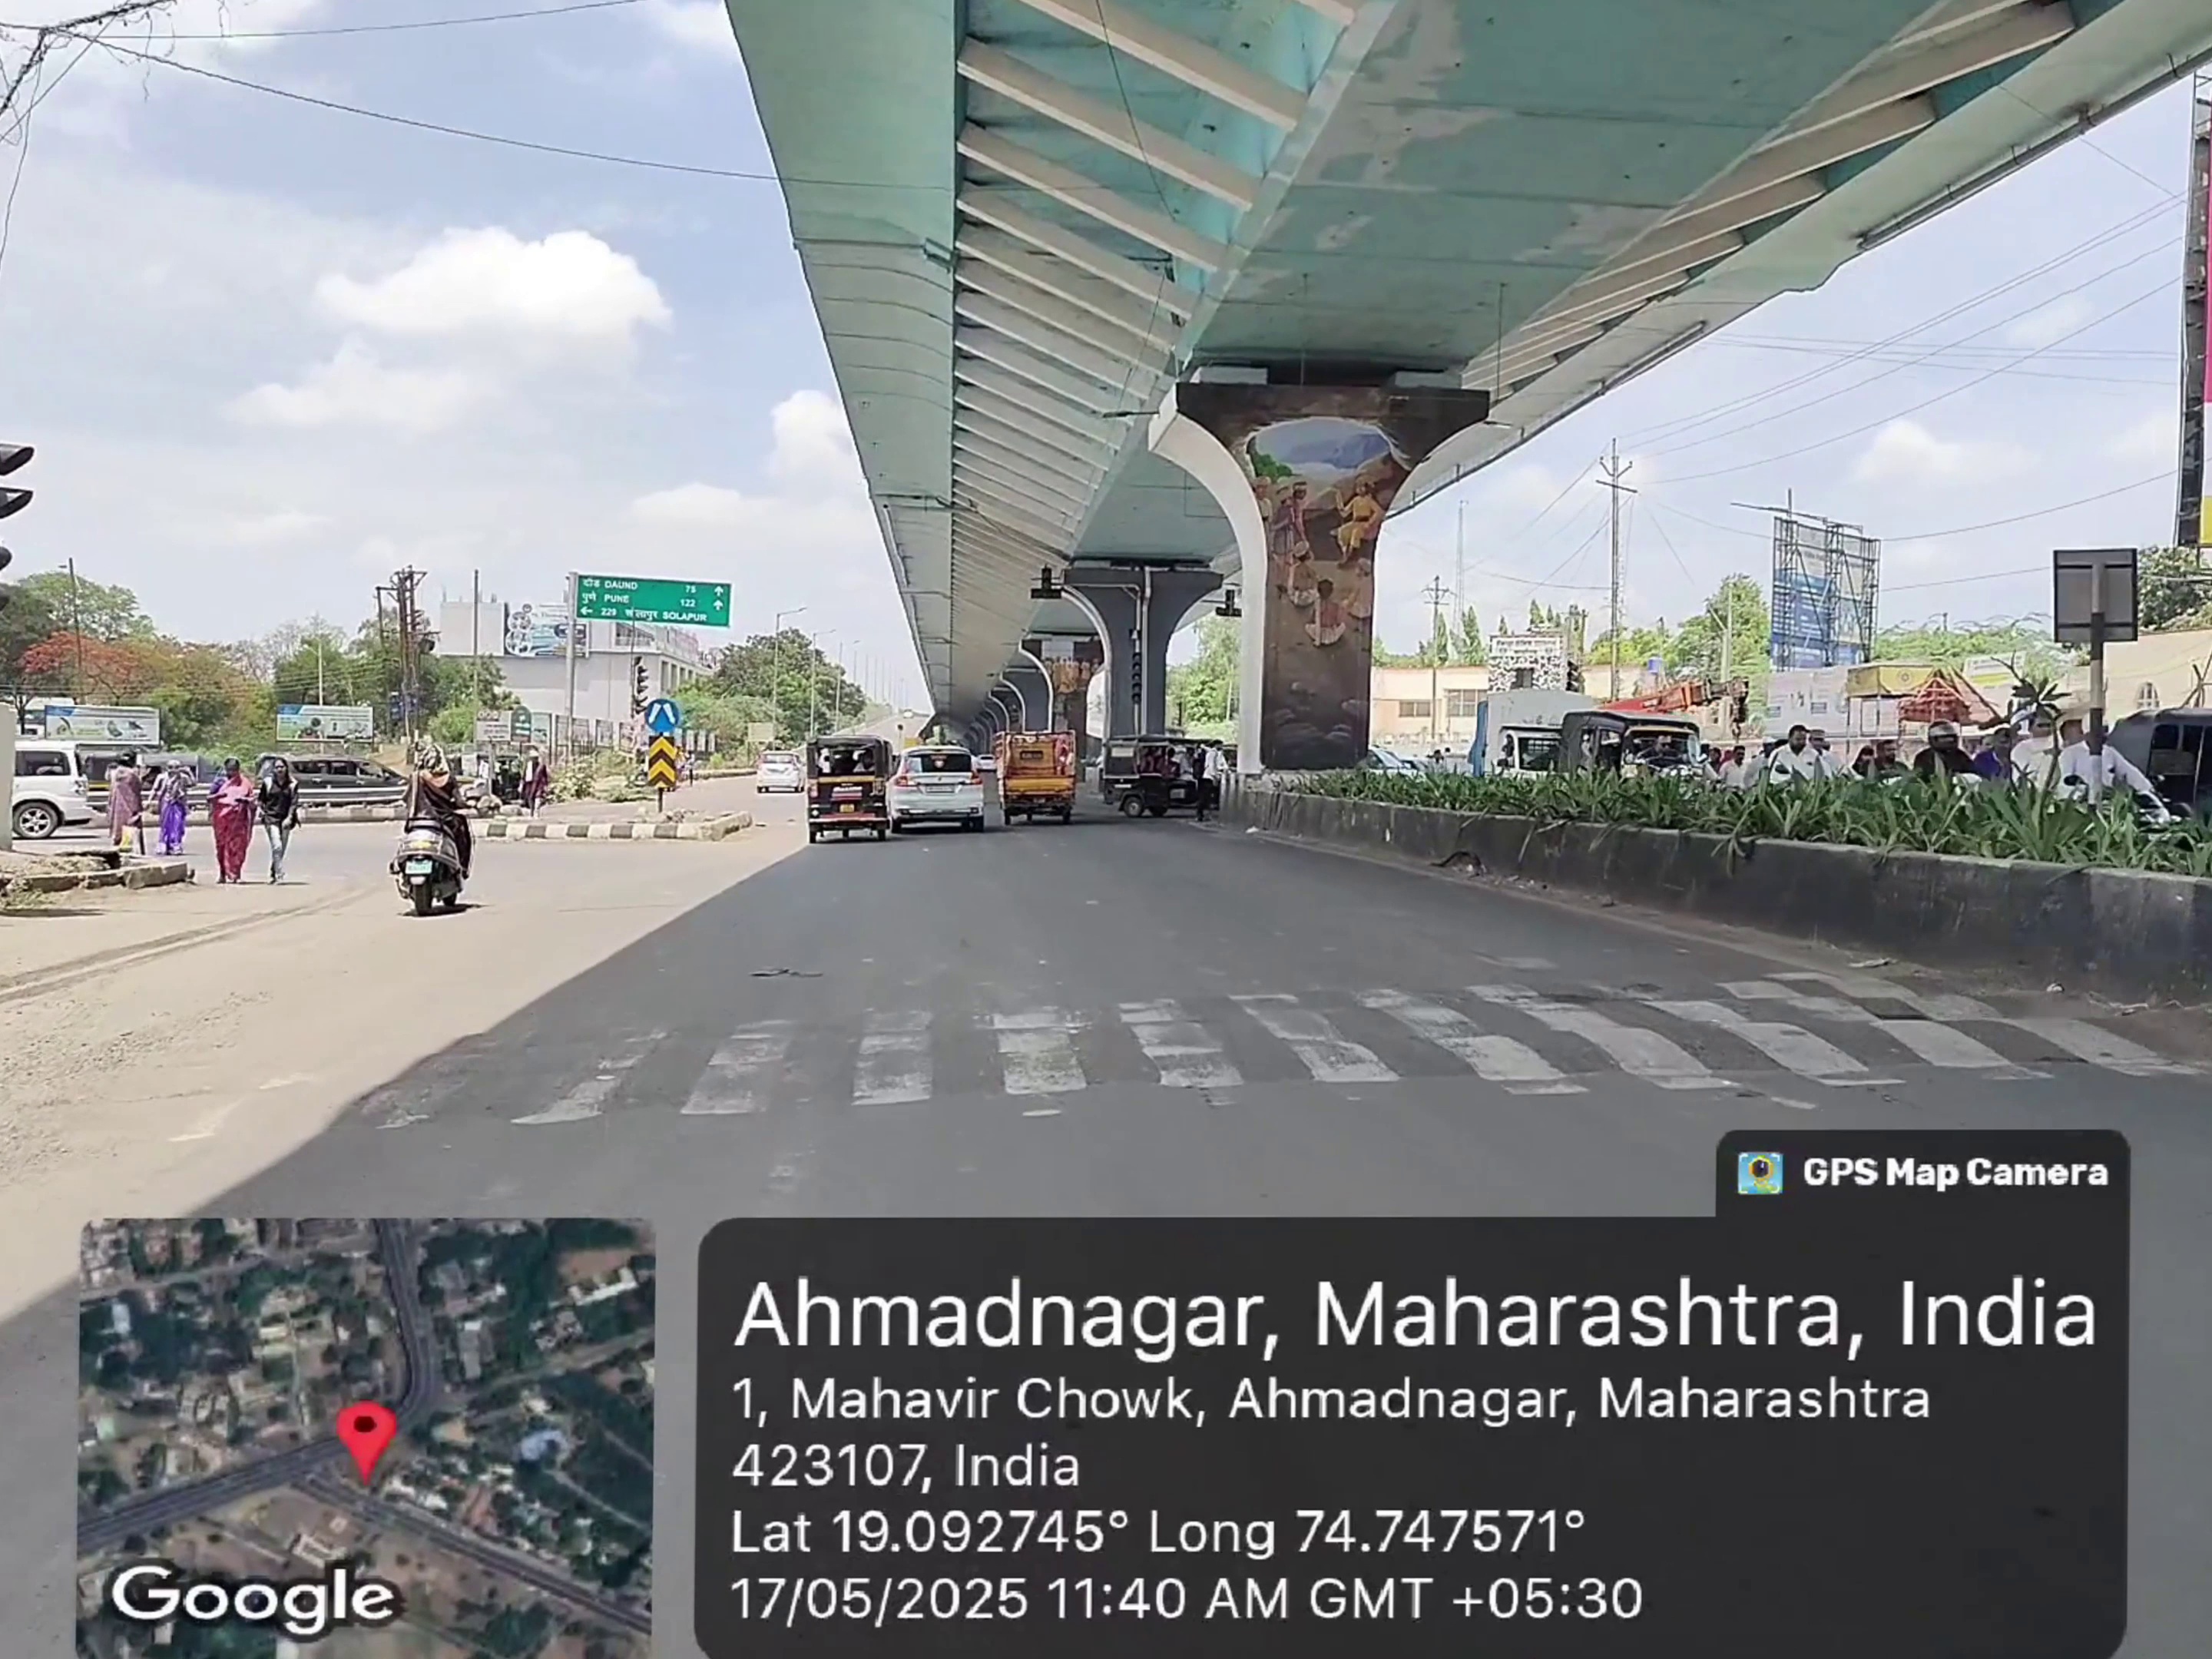 दौंड DAUND 75
पुणे PUNE 122
229 सोलापूर SOLAPUR
GPS Map Camera
Ahmadnagar, Maharashtra, India
1, Mahavir Chowk, Ahmadnagar, Maharashtra
423107, India
Lat 19.092745° Long 74.747571°
17/05/2025 11:40 AM GMT +05:30
Google